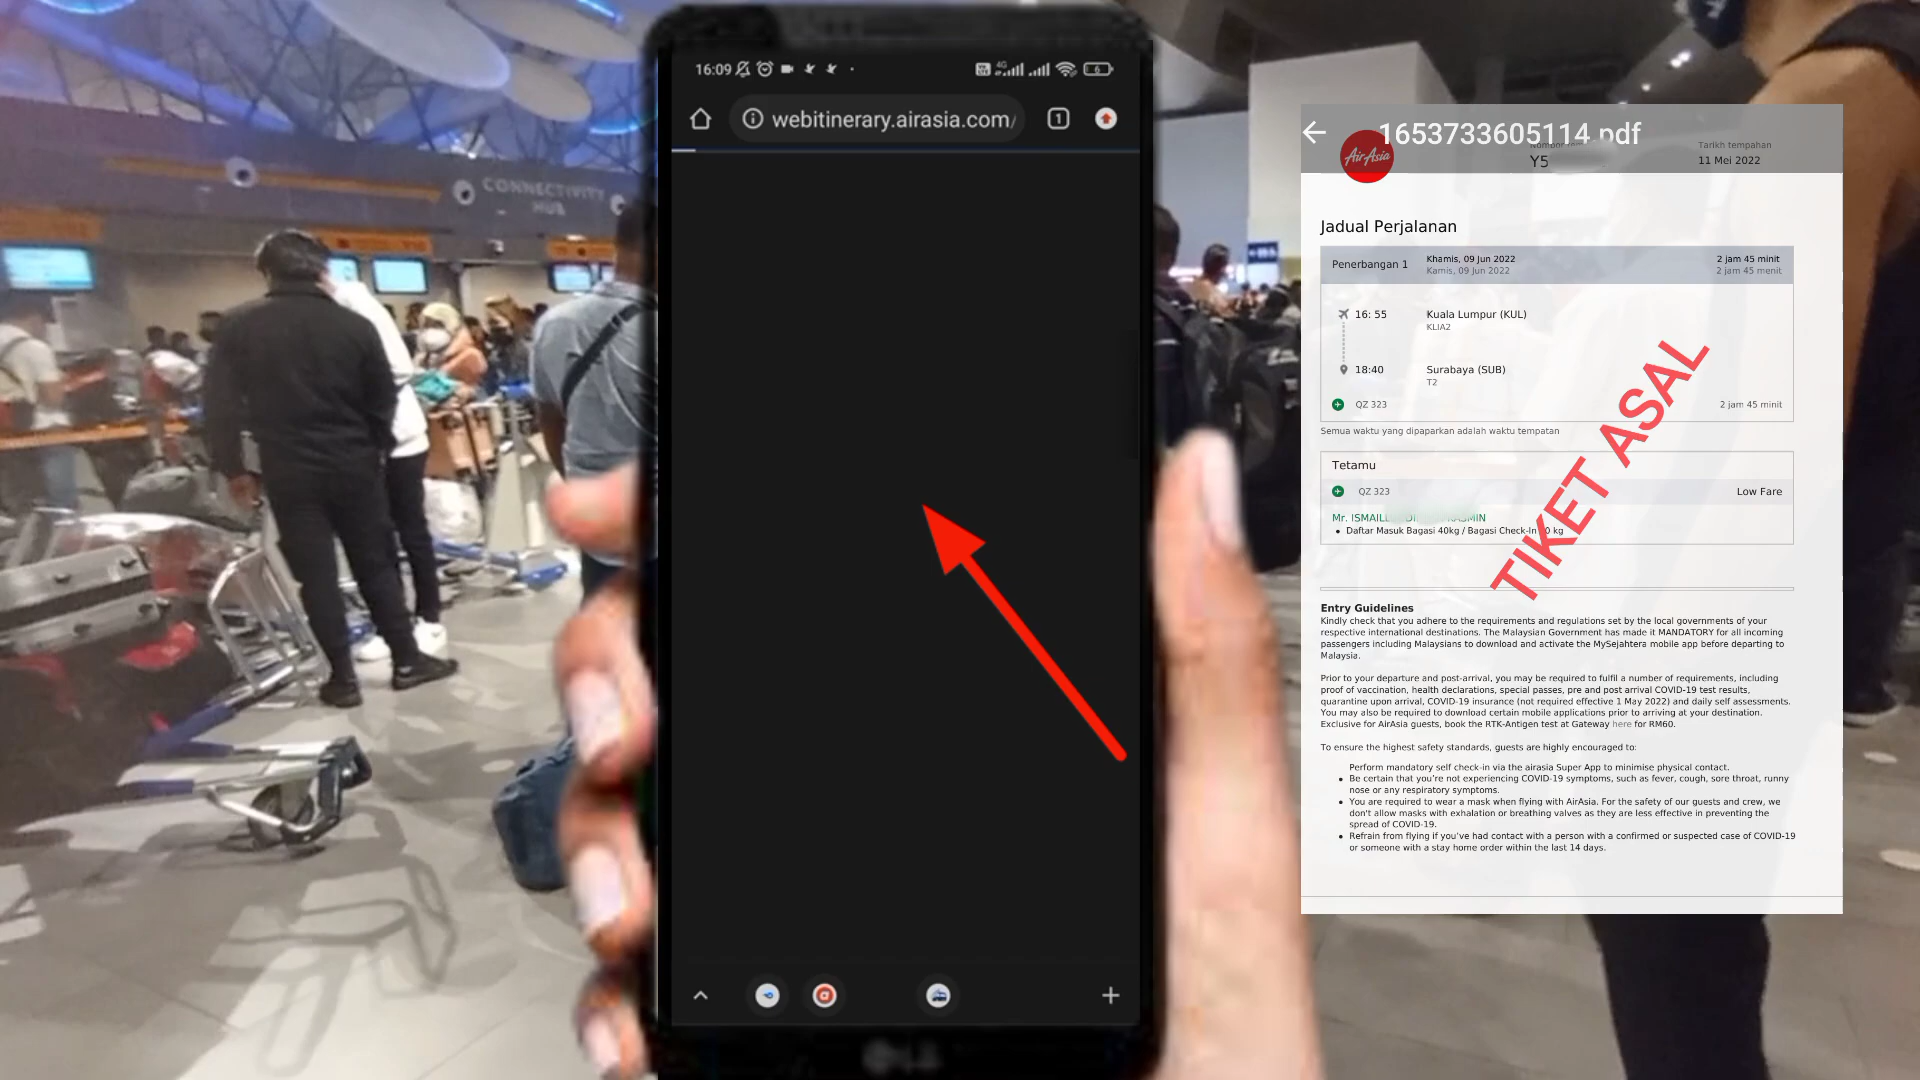 CONNECTIVITY
HUB
16:09
4G
6
webitinerary.airasia.com/
1
1653733605114.pdf
AirAsia
Y5
Tarikh tempahan
11 Mei 2022
Jadual Perjalanan
Penerbangan 1
Khamis, 09 Jun 2022
Kamis, 09 Jun 2022
2 jam 45 minit
2 jam 45 menit
16: 55
Kuala Lumpur (KUL)
KLIA2
18:40
Surabaya (SUB)
T2
QZ 323
2 jam 45 minit
Semua waktu yang dipaparkan adalah waktu tempatan
Tetamu
QZ 323
Low Fare
Mr.
• Daftar Masuk Bagasi 40kg / Bagasi Check-In kg
TIKET ASAL
Entry Guidelines
Kindly check that you adhere to the requirements and regulations set by the local governments of your
respective international destinations. The Malaysian Government has made it MANDATORY for all incoming
passengers including Malaysians to download and activate the MySejahtera mobile app before departing to
Malaysia.
Prior to your departure and post-arrival, you may be required to fulfil a number of requirements, including
proof of vaccination, health declarations, special passes, pre and post arrival COVID-19 test results,
quarantine upon arrival, COVID-19 insurance (not required effective 1 May 2022) and daily self assessments.
You may also be required to download certain mobile applications prior to arriving at your destination.
Exclusive for AirAsia guests, book the RTK-Antigen test at Gateway here for RM60.
To ensure the highest safety standards, guests are highly encouraged to:
Perform mandatory self check-in via the airasia Super App to minimise physical contact.
• Be certain that you're not experiencing COVID-19 symptoms, such as fever, cough, sore throat, runny
nose or any respiratory symptoms.
• You are required to wear a mask when flying with AirAsia. For the safety of our guests and crew, we
don't allow masks with exhalation or breathing valves as they are less effective in preventing the
spread of COVID-19.
• Refrain from flying if you've had contact with a person with a confirmed or suspected case of COVID-19
or someone with a stay home order within the last 14 days.